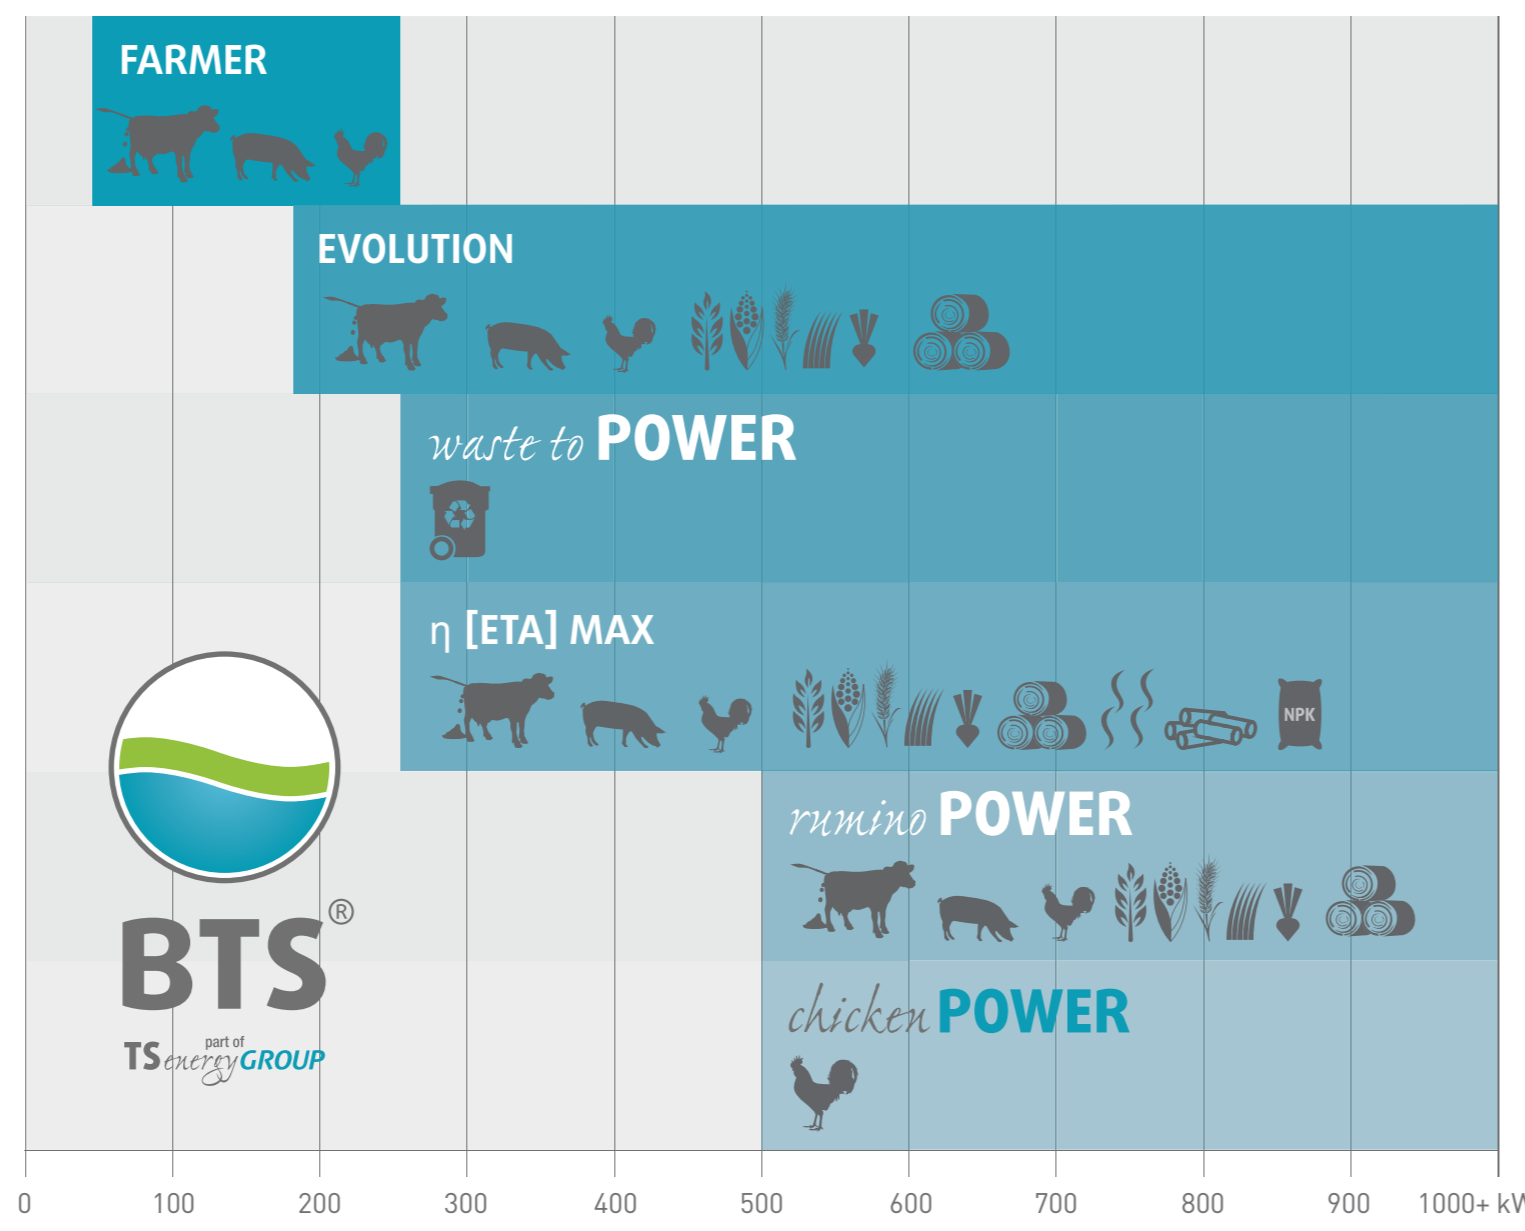 FARMER
EVOLUTION
waste to POWER
η [ETA] MAX
NPK
rumino POWER
BTS®
chicken POWER
part of
TS energy GROUP
0 100 200 300 400 500 600 700 800 900 1000+ kW